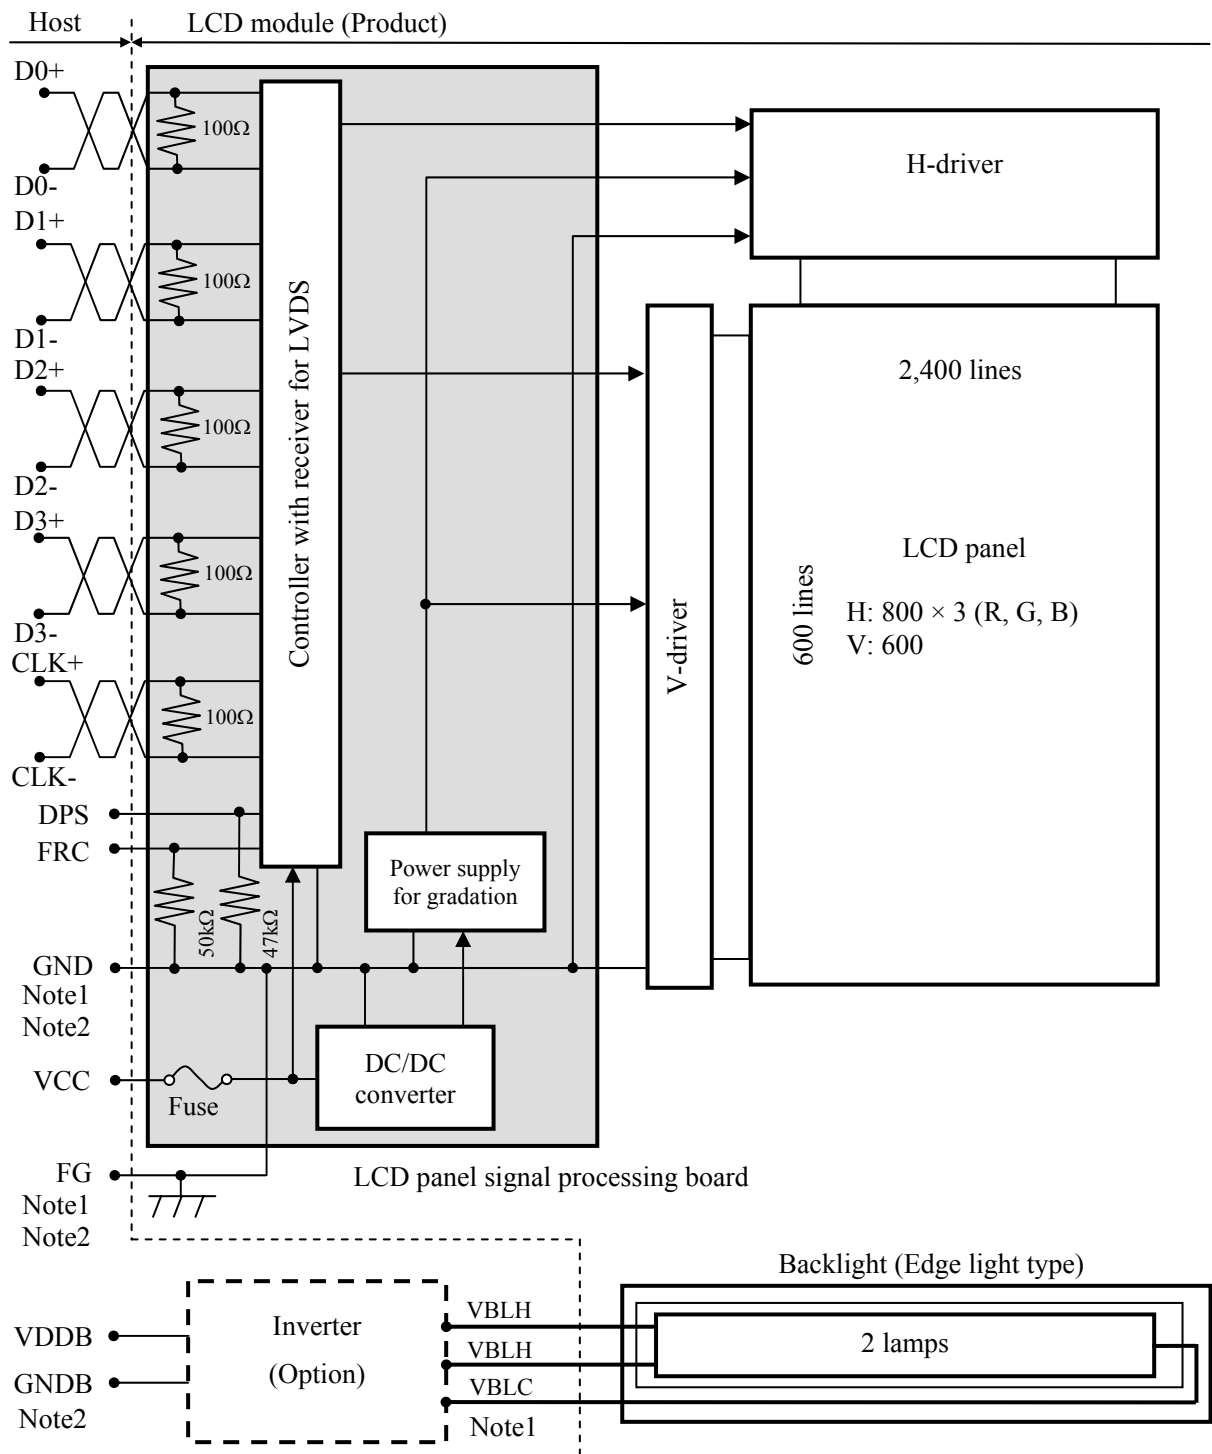 Host
LCD module (Product)
D0+
100Ω
D0-
D1+
100Ω
D1-
D2+
100Ω
D2-
D3+
100Ω
D3-
CLK+
100Ω
CLK-
DPS
FRC
50kΩ
47kΩ
GND
Note1
Note2
VCC
Fuse
FG
Note1
Note2
Controller with receiver for LVDS
Power supply
for gradation
DC/DC
converter
LCD panel signal processing board
H-driver
V-driver
2,400 lines
600 lines
LCD panel
H: 800 × 3 (R, G, B)
V: 600
Backlight (Edge light type)
VDDB
GNDB
Note2
Inverter
(Option)
VBLH
VBLH
VBLC
Note1
2 lamps